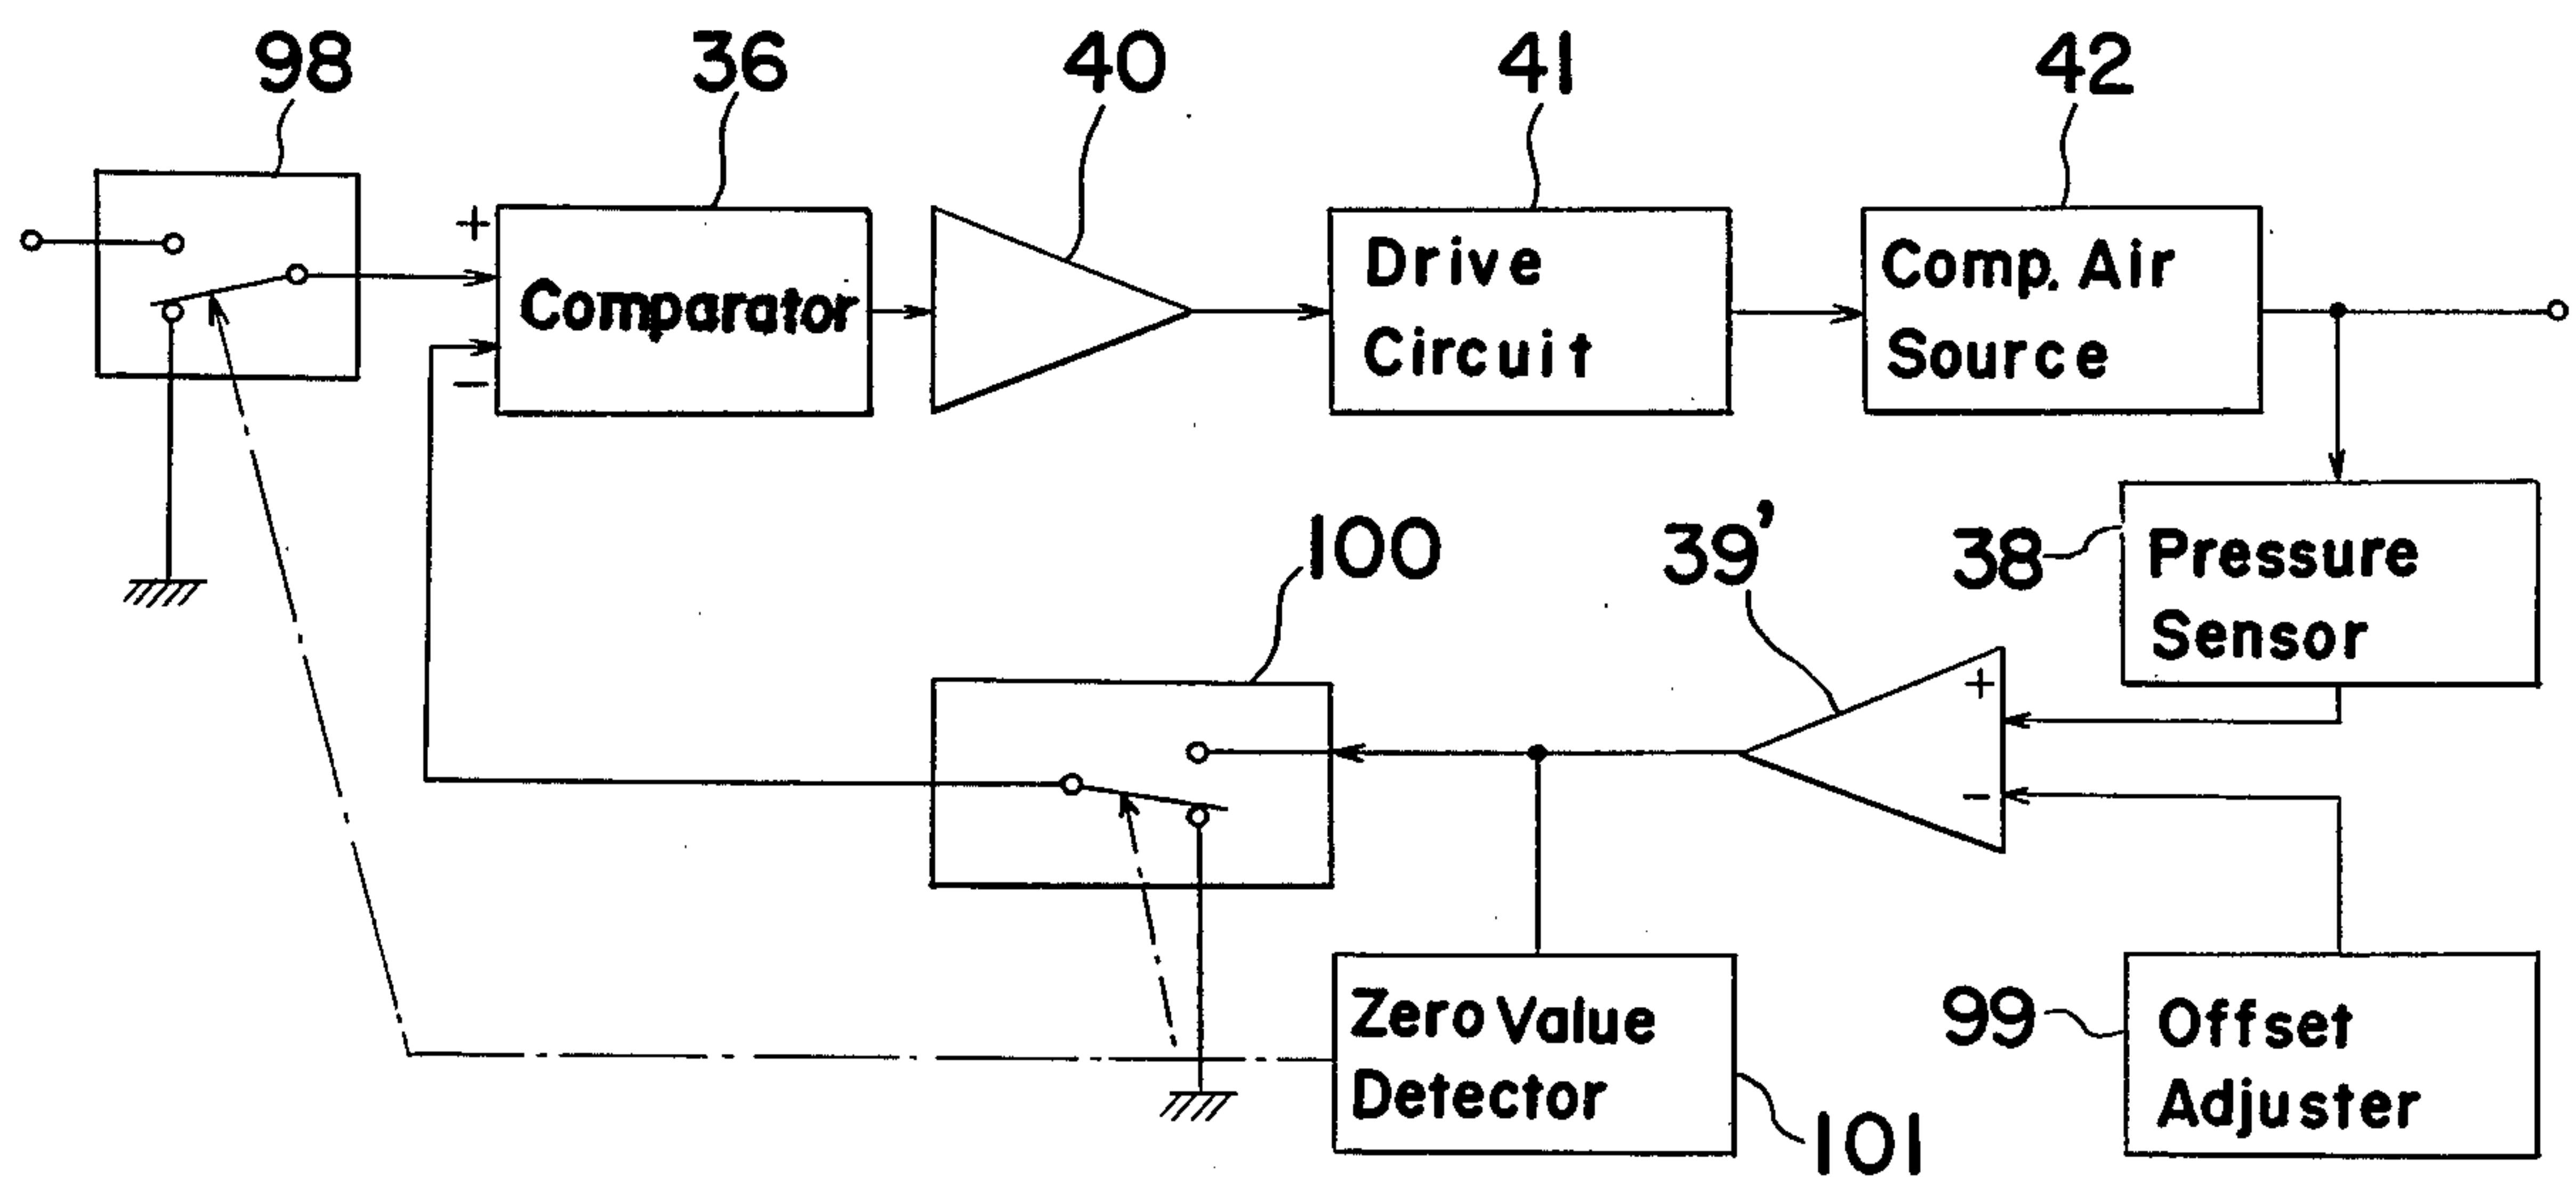 98
36
40
41
42
+
-
Comparator
Drive
Circuit
Comp. Air
Source
100
39'
38
Pressure
Sensor
+
-
Zero Value
Detector
101
99
Offset
Adjuster